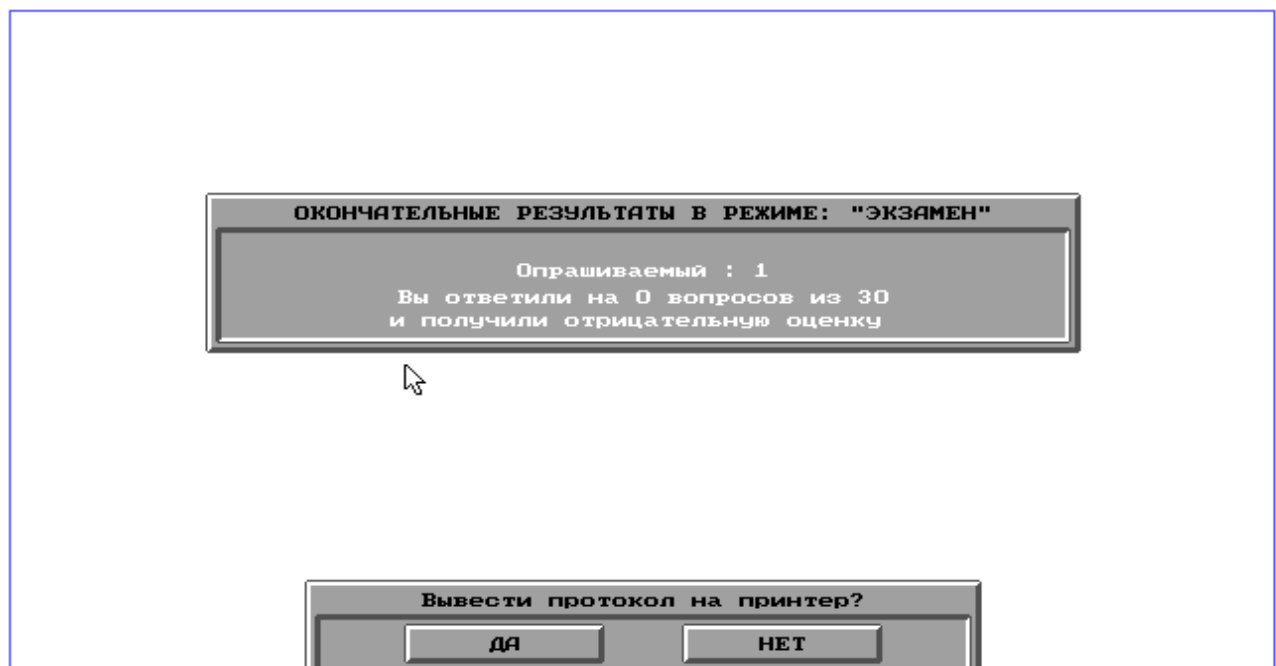 ОКОНЧАТЕЛЬНЫЕ РЕЗУЛЬТАТЫ В РЕЖИМЕ: "ЭКЗАМЕН"
Опрашиваемый : 1
Вы ответили на 0 вопросов из 30
и получили отрицательную оценку
Вывести протокол на принтер?
ДА НЕТ